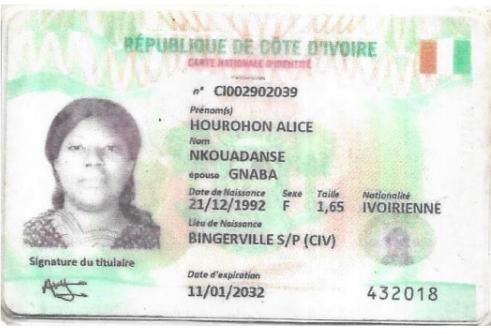 RÉPUBLIQUE DE CÔTE D'IVOIRE
CARTE NATIONALE D'IDENTITÉ
n° CI002902039
Prénom(s)
HOUROHON ALICE
Nom
NKOUADANSE
épouse GNABA
Date de Naissance Sexe Taille Nationalité
21/12/1992 F 1,65 IVOIRIENNE
Lieu de Naissance
BINGERVILLE S/P (CIV)
Signature du titulaire
Date d'expiration
11/01/2032
432018